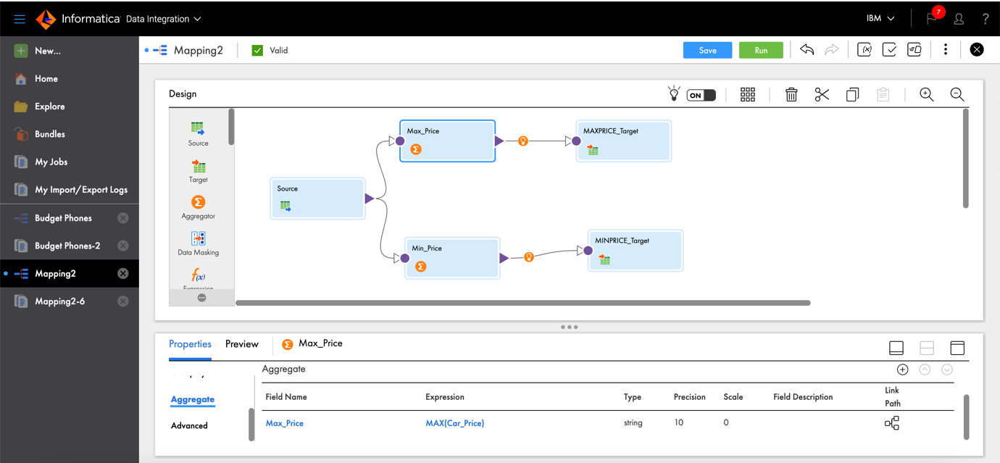 Informatica Data Integration
IBM
7
?
New...
Home
Explore
Bundles
My Jobs
My Import/Export Logs
Budget Phones
Budget Phones-2
Mapping2
Mapping2-6
Mapping2
Valid
Save
Run
Design
ON
Source
Target
Aggregator
Data Masking
f(x)
Expression
Max_Price
Σ
MAXPRICE_Target
Source
Min_Price
Σ
MINPRICE_Target
Properties
Preview
Σ
Max_Price
Aggregate
Advanced
Aggregate
Field Name
Expression
Type
Precision
Scale
Field Description
Link
Path
Max_Price
MAX(Car_Price)
string
10
0